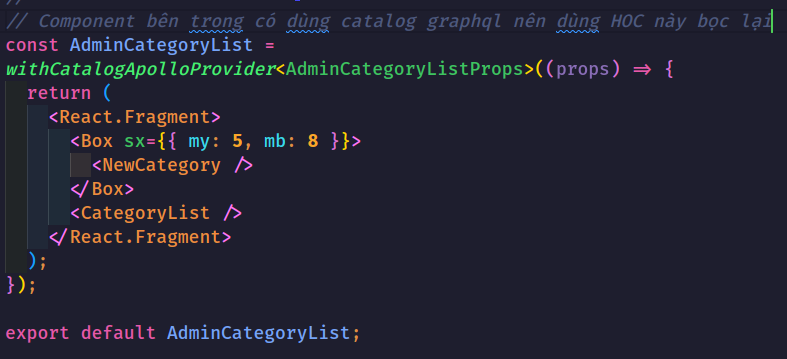 // Component bên trong có dùng catalog graphql nên dùng HOC này bọc lại
const AdminCategoryList =
withCatalogApolloProvider<AdminCategoryListProps>((props) => {
  return (
    <React.Fragment>
      <Box sx={{ my: 5, mb: 8 }}>
        <NewCategory />
      </Box>
      <CategoryList />
    </React.Fragment>
  );
});

export default AdminCategoryList;